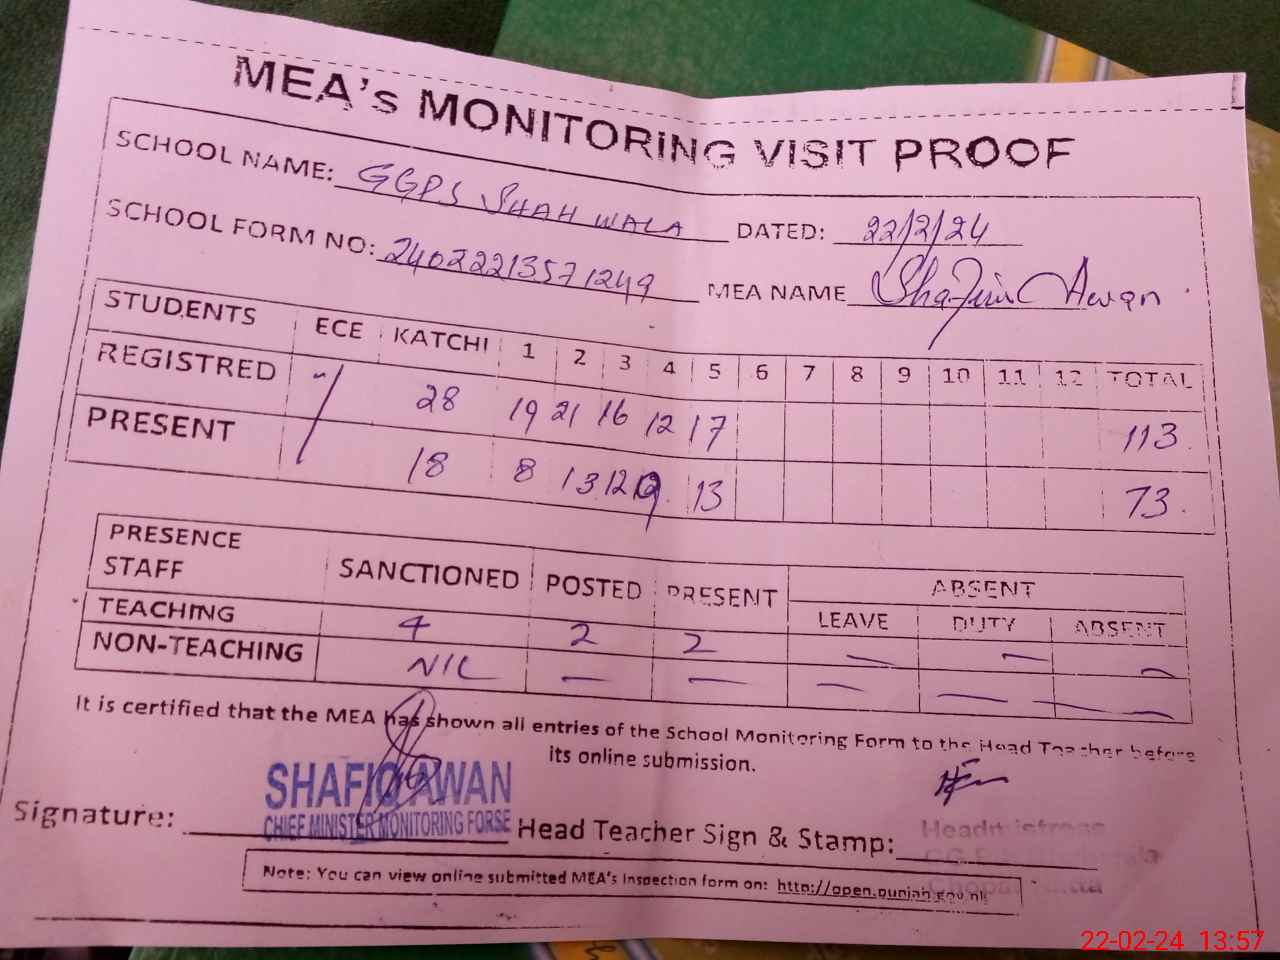 MEA's MONITORING VISIT PROOF
SCHOOL NAME: GGPS SHAH WALA DATED: 22/2/24
SCHOOL FORM NO: 24022213571249 MEA NAME Shafiq Awan
STUDENTS ECE KATCHI 1 2 3 4 5 6 7 8 9 10 11 12 TOTAL
REGISTRED - 28 19 21 16 12 17 113
PRESENT 18 8 13 12 9 13 73
PRESENCE STAFF SANCTIONED POSTED PRESENT ABSENT
LEAVE DUTY ABSENT
TEACHING 4 2 2 — — —
NON-TEACHING NIL — — — — —
It is certified that the MEA has shown all entries of the School Monitoring Form to the Head Teacher before
its online submission.
SHAFIQ AWAN
CHIEF MINISTER MONITORING FORSE
Signature: Head Teacher Sign & Stamp:
Headmistress
Note: You can view online submitted MEA's Inspection form on: http://open.punjab.gov.pk
22-02-24 13:57